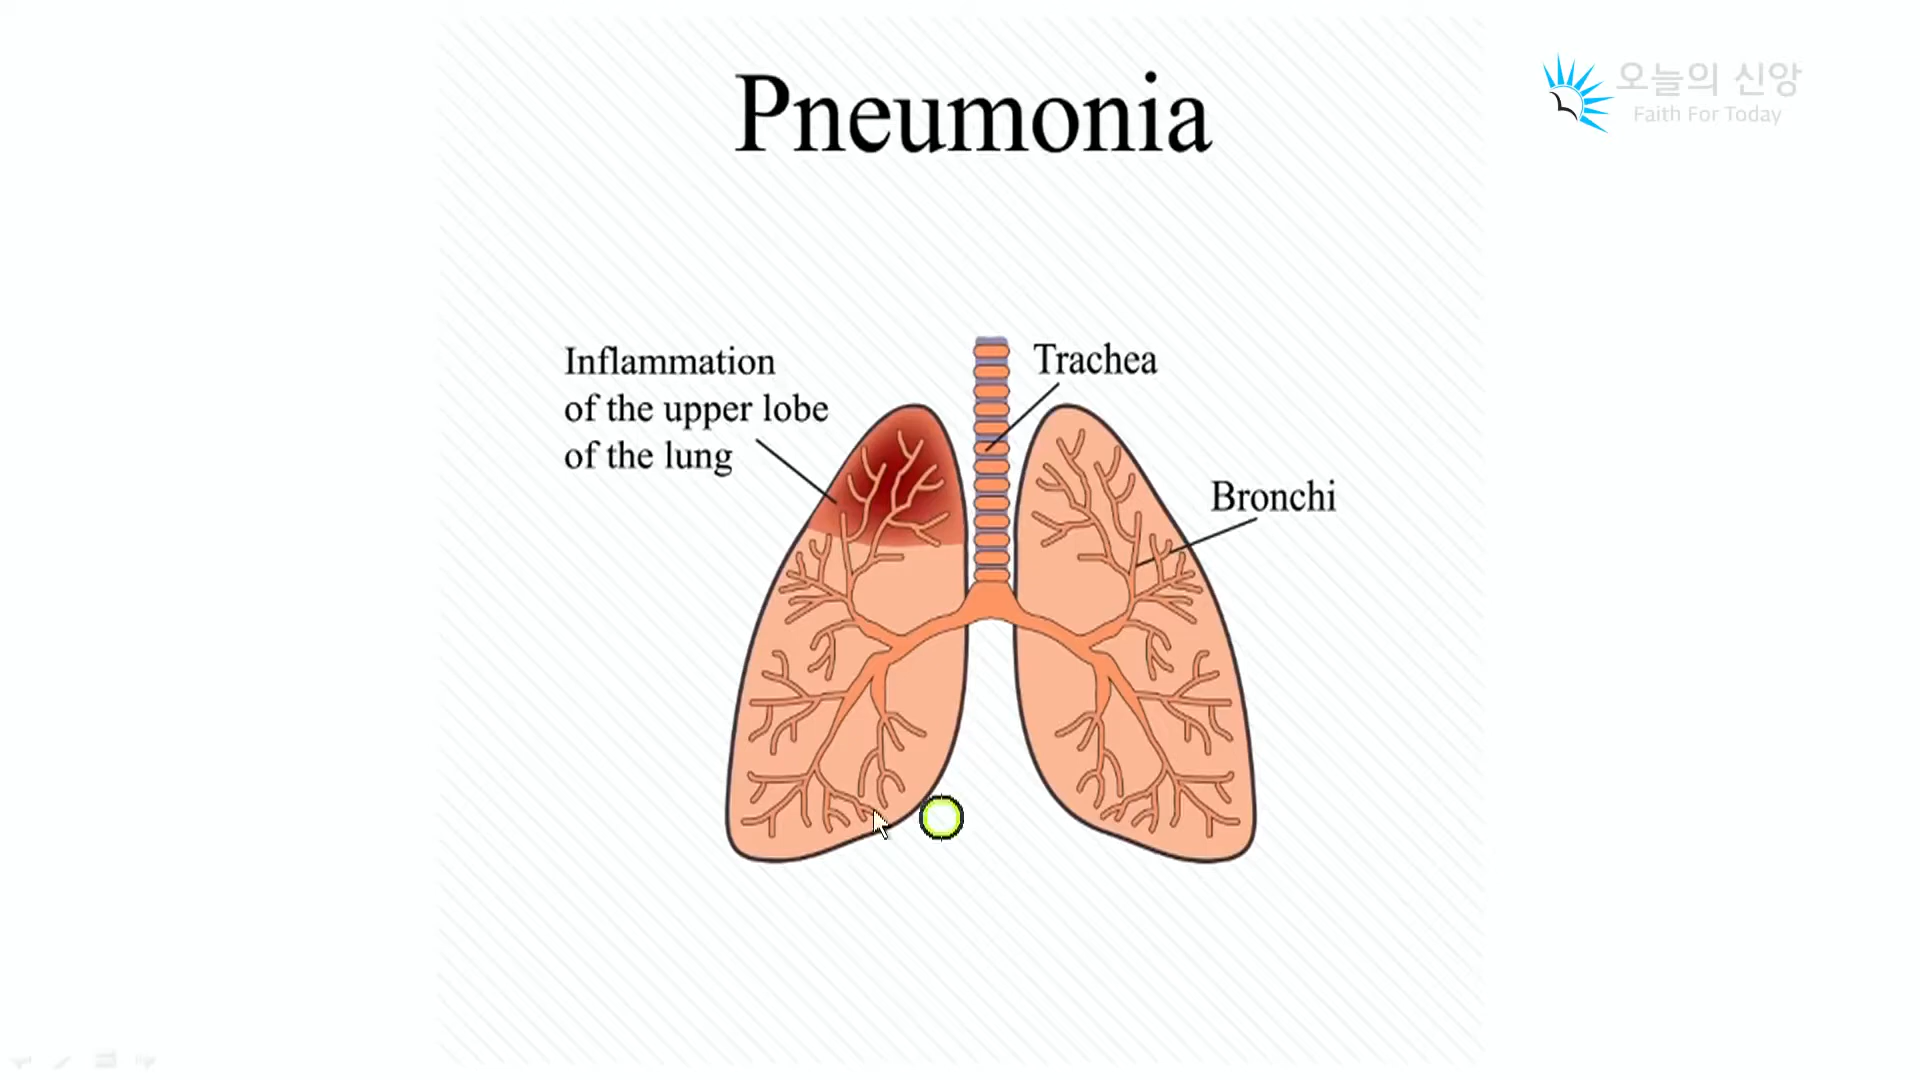 Pneumonia
오늘의 신앙
Faith For Today
Inflammation
of the upper lobe
of the lung
Trachea
Bronchi